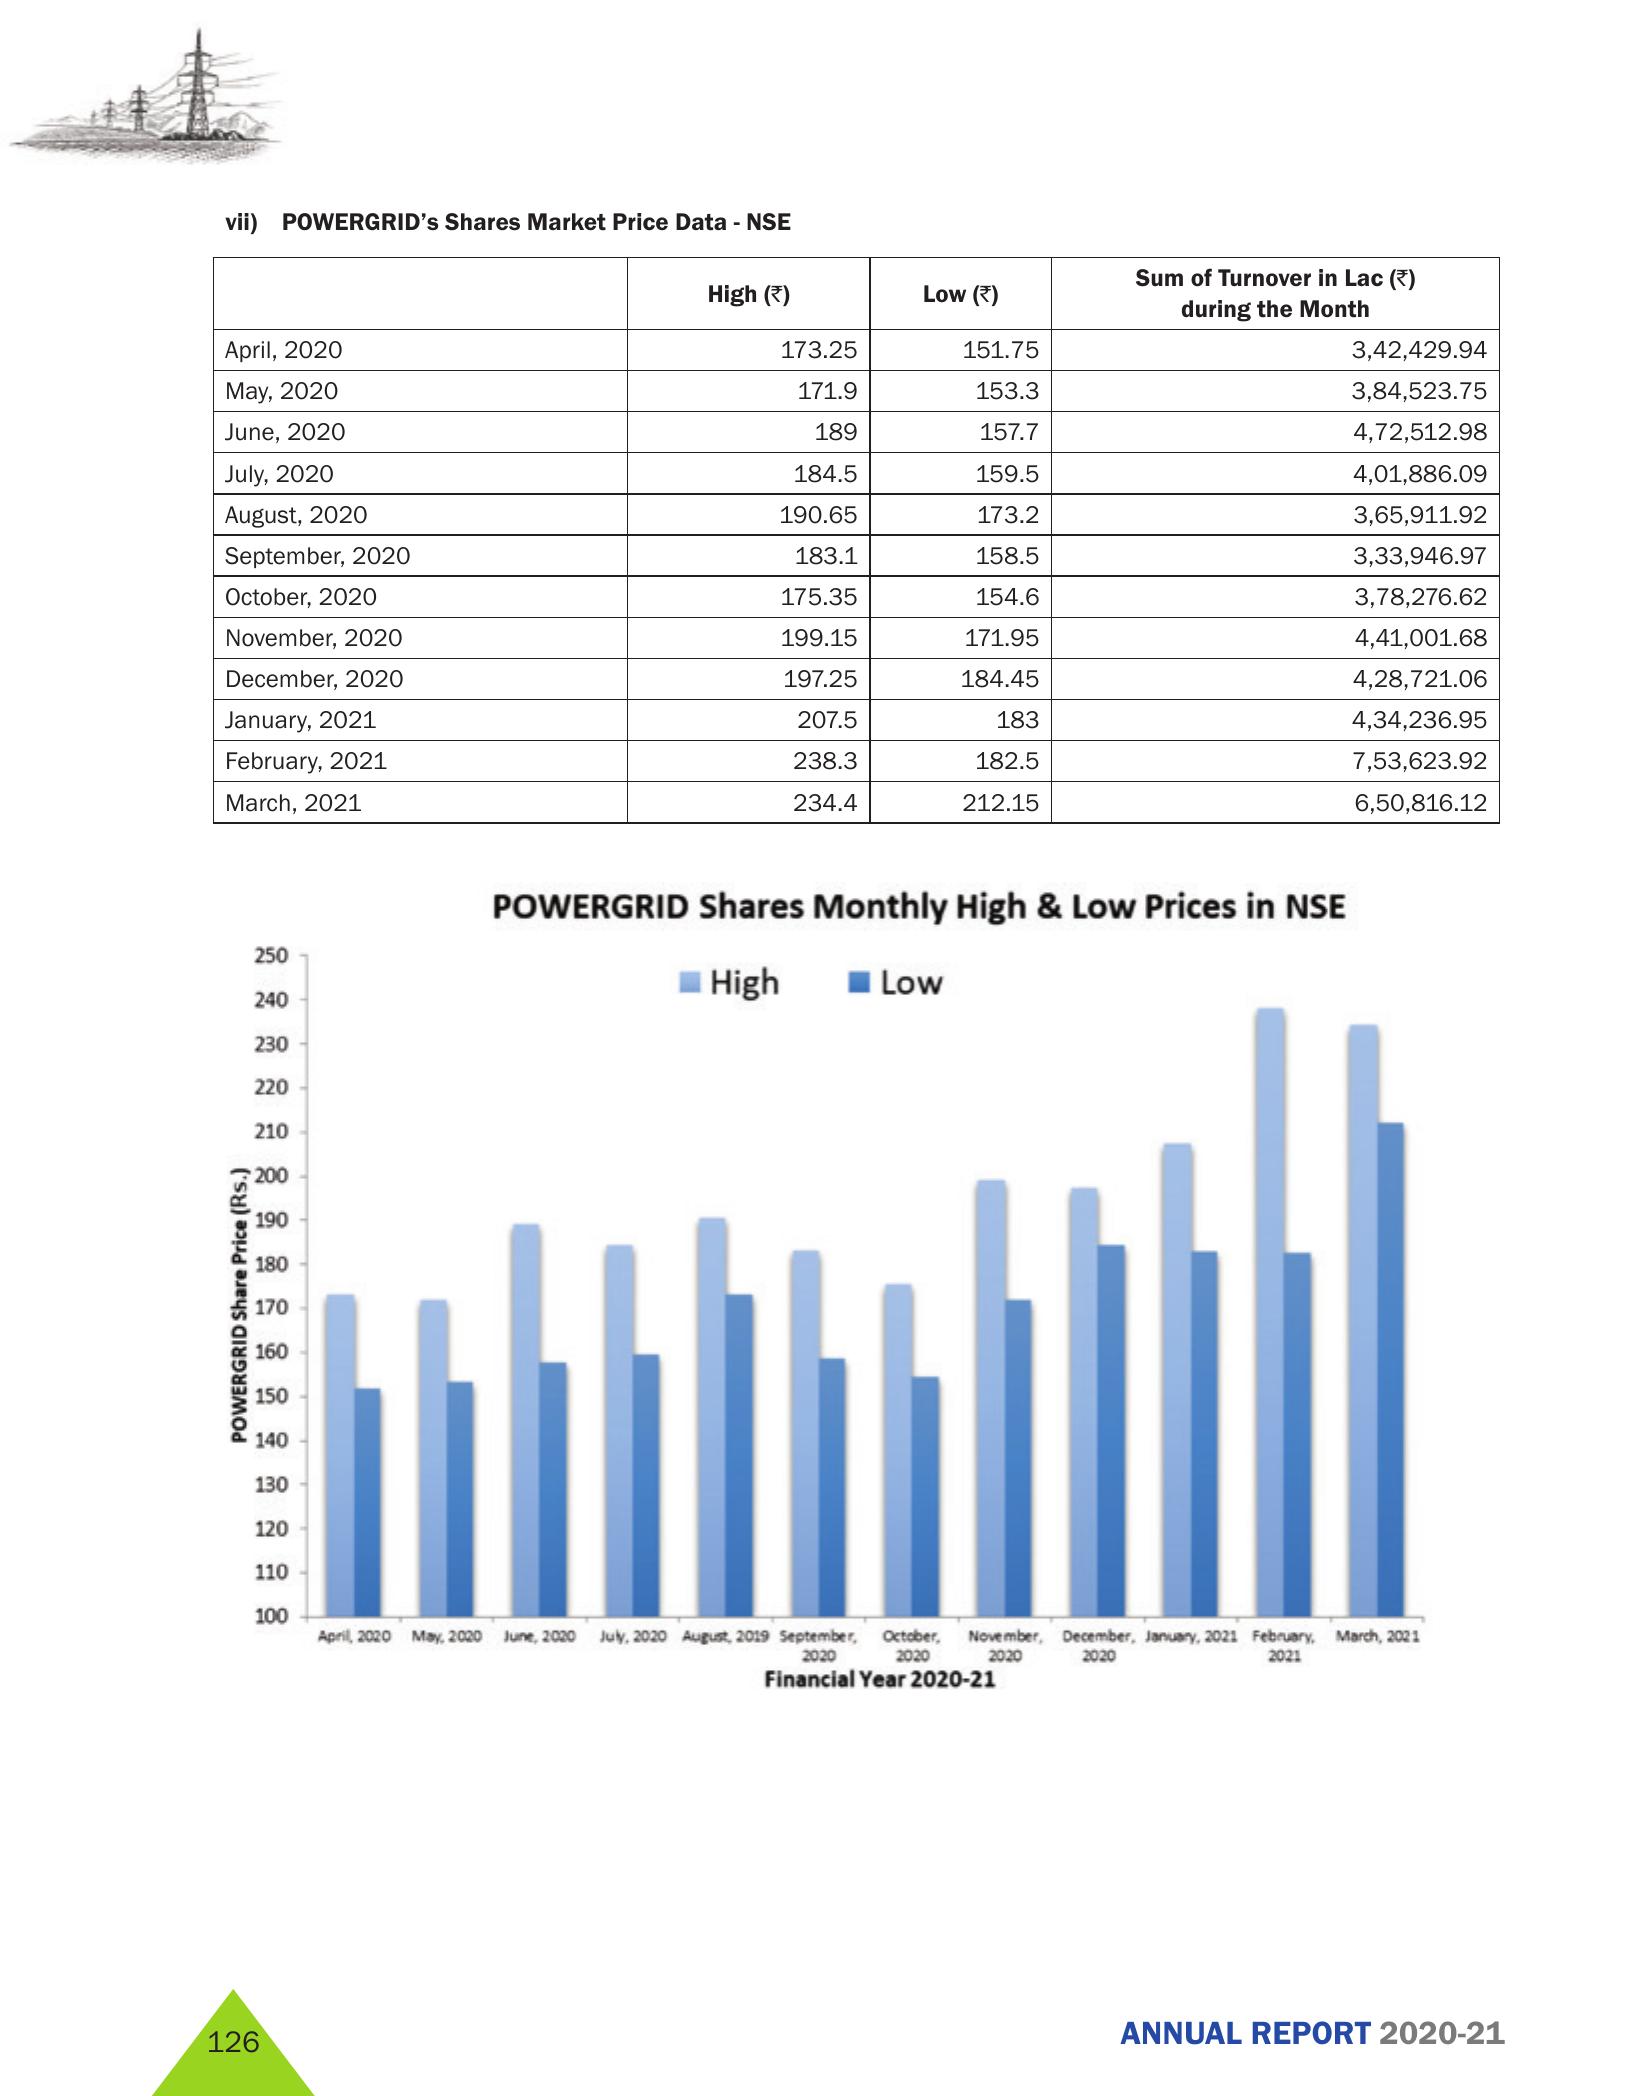 vii) POWERGRID's Shares Market Price Data - NSE
High (₹) Low (₹) Sum of Turnover in Lac (₹)
during the Month
April, 2020 173.25 151.75 3,42,429.94
May, 2020 171.9 153.3 3,84,523.75
June, 2020 189 157.7 4,72,512.98
July, 2020 184.5 159.5 4,01,886.09
August, 2020 190.65 173.2 3,65,911.92
September, 2020 183.1 158.5 3,33,946.97
October, 2020 175.35 154.6 3,78,276.62
November, 2020 199.15 171.95 4,41,001.68
December, 2020 197.25 184.45 4,28,721.06
January, 2021 207.5 183 4,34,236.95
February, 2021 238.3 182.5 7,53,623.92
March, 2021 234.4 212.15 6,50,816.12
POWERGRID Shares Monthly High & Low Prices in NSE
High Low
POWERGRID Share Price (Rs.)
250
240
230
220
210
200
190
180
170
160
150
140
130
120
110
100
April, 2020 May, 2020 June, 2020 July, 2020 August, 2019 September, October, November, December, January, 2021 February, March, 2021
2020 2020 2020 2020 2021
Financial Year 2020-21
126
ANNUAL REPORT 2020-21